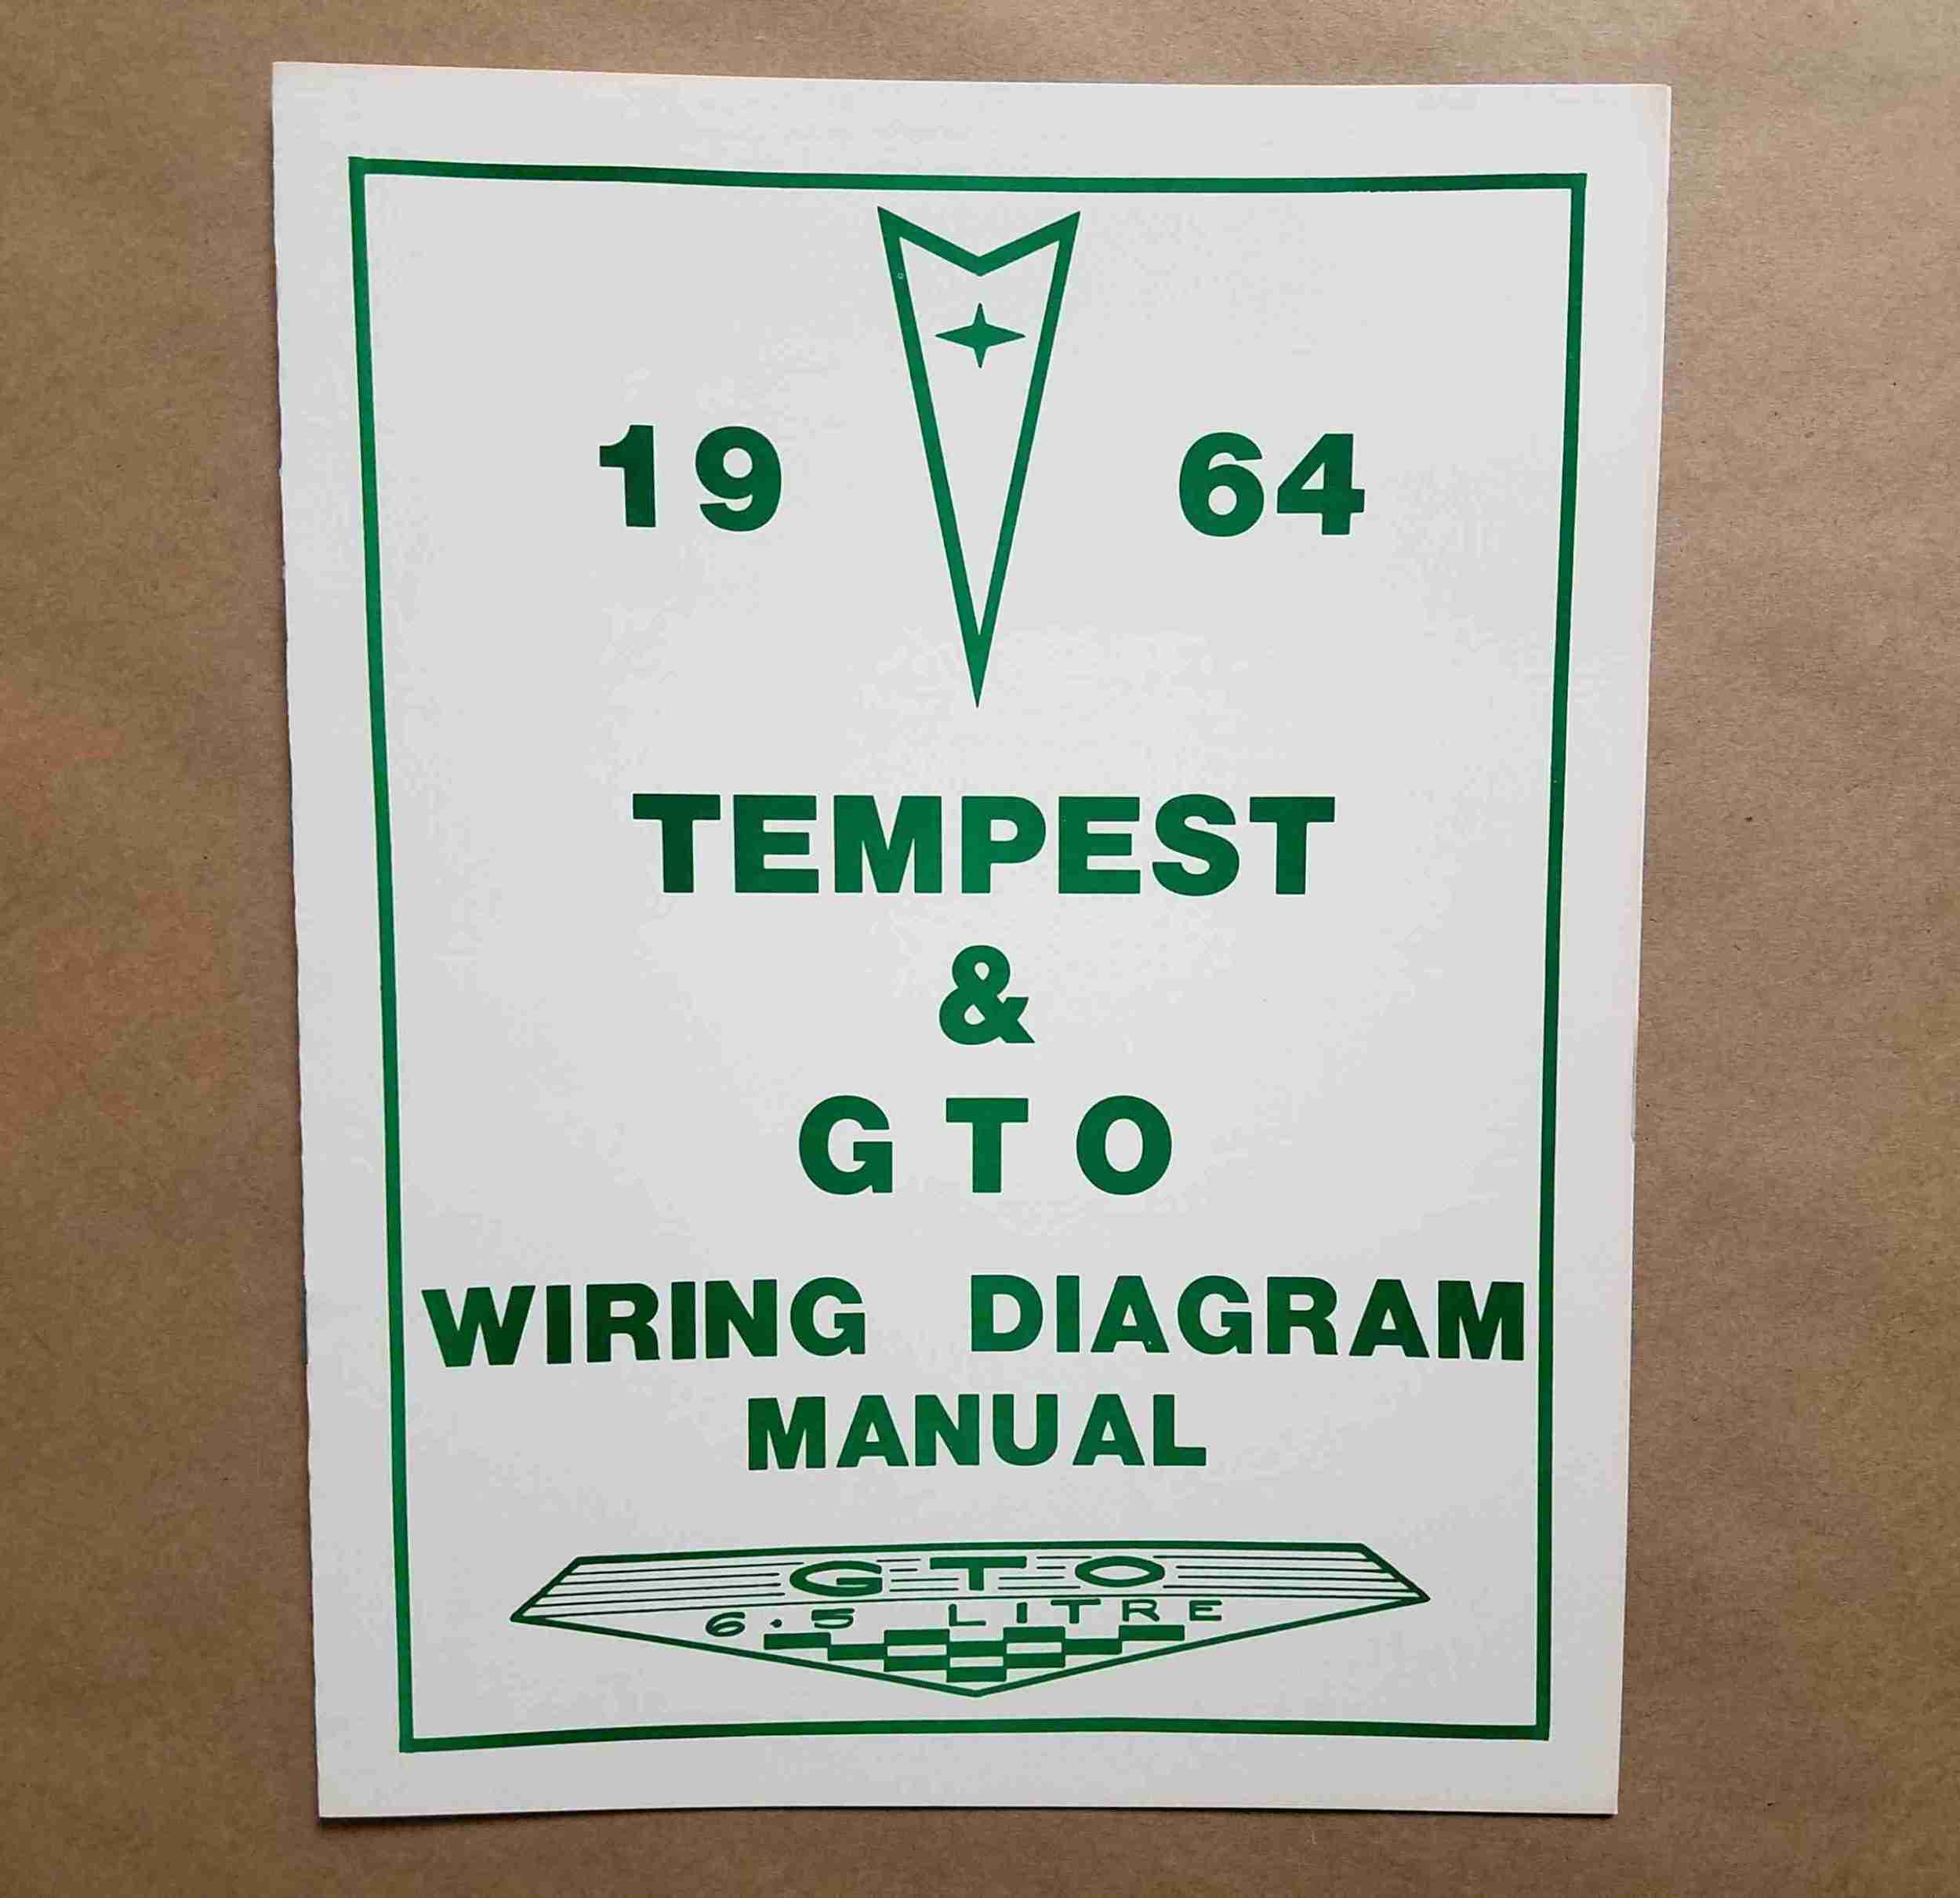 19 64
TEMPEST
&
GTO
WIRING DIAGRAM
MANUAL
GTO
6.5 LITRE